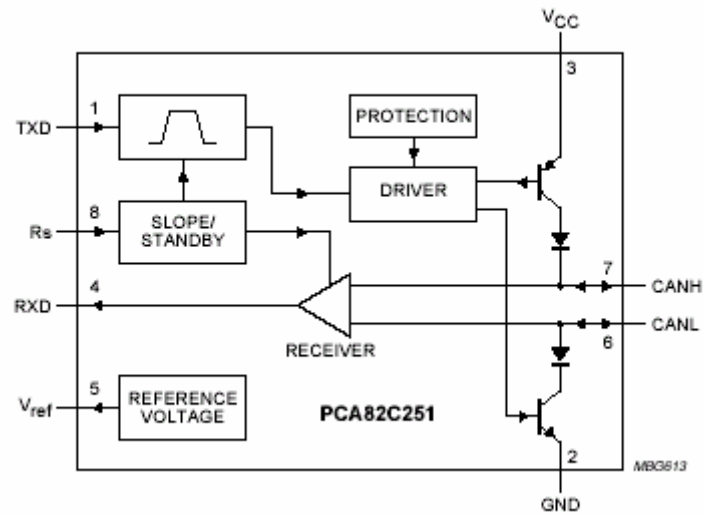 VCC
3
1
TXD
PROTECTION
DRIVER
8
Rs
SLOPE/
STANDBY
7
CANH
4
RXD
CANL
6
RECEIVER
5
Vref
REFERENCE
VOLTAGE
PCA82C251
2
MBG613
GND